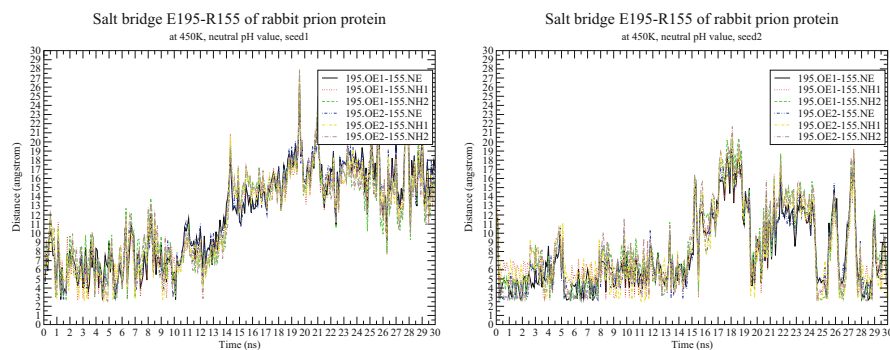 Salt bridge E195-R155 of rabbit prion protein
at 450K, neutral pH value, seed1
Distance (angstrom)
30
29
28
27
26
25
24
23
22
21
20
19
18
17
16
15
14
13
12
11
10
9
8
7
6
5
4
3
2
1
0
195.OE1-155.NE
195.OE1-155.NH1
195.OE1-155.NH2
195.OE2-155.NE
195.OE2-155.NH1
195.OE2-155.NH2
0 1 2 3 4 5 6 7 8 9 10 11 12 13 14 15 16 17 18 19 20 21 22 23 24 25 26 27 28 29 30
Time (ns)
Salt bridge E195-R155 of rabbit prion protein
at 450K, neutral pH value, seed2
Distance (angstrom)
30
29
28
27
26
25
24
23
22
21
20
19
18
17
16
15
14
13
12
11
10
9
8
7
6
5
4
3
2
1
0
195.OE1-155.NE
195.OE1-155.NH1
195.OE1-155.NH2
195.OE2-155.NE
195.OE2-155.NH1
195.OE2-155.NH2
0 1 2 3 4 5 6 7 8 9 10 11 12 13 14 15 16 17 18 19 20 21 22 23 24 25 26 27 28 29 30
Time (ns)